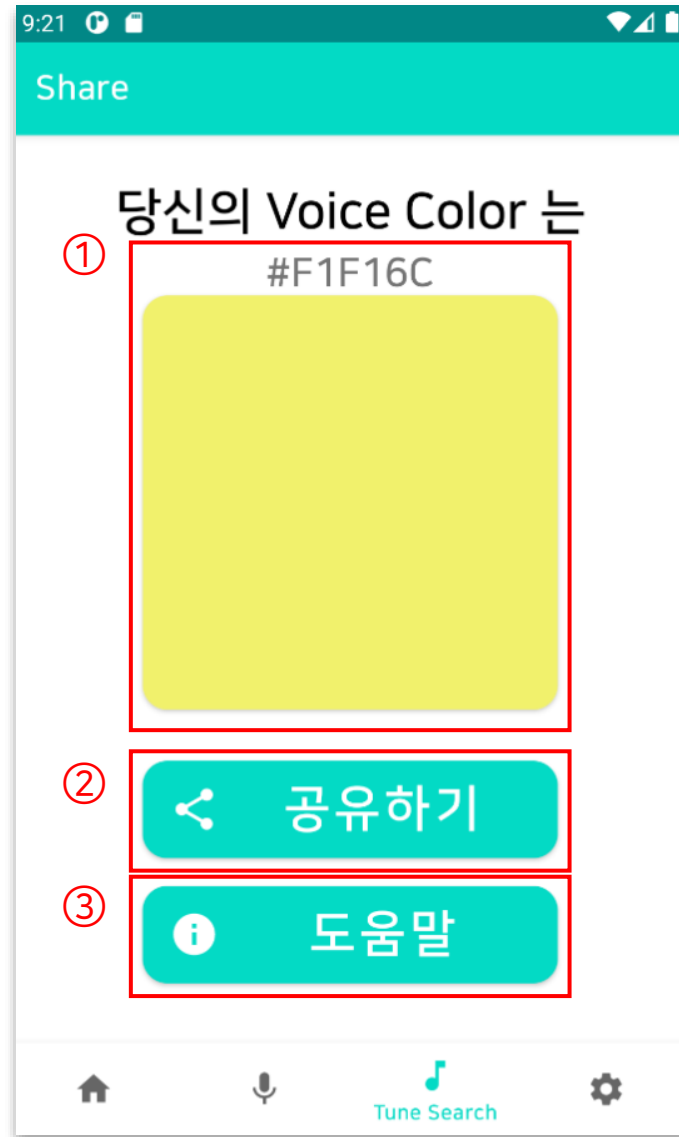 9:21
Share
당신의 Voice Color 는
①
#F1F16C
②
공유하기
③
도움말
Tune Search